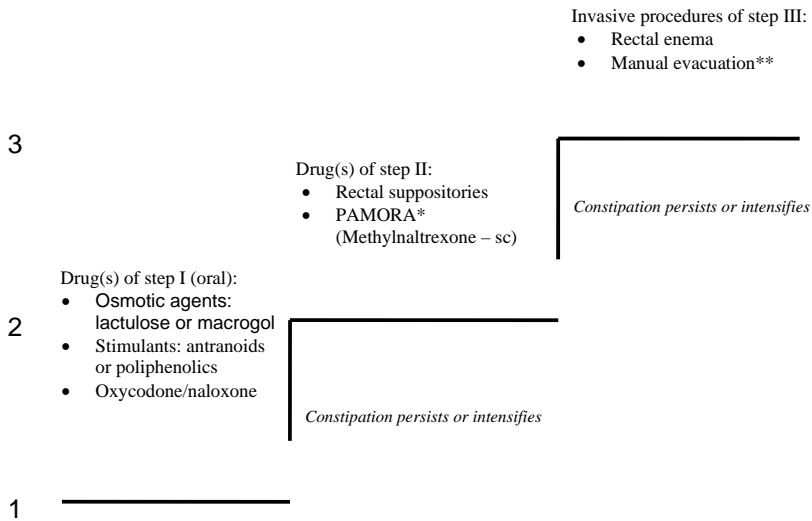 Invasive procedures of step III:
• Rectal enema
• Manual evacuation**
3
Drug(s) of step II:
• Rectal suppositories
• PAMORA*
(Methylnaltrexone – sc)
Constipation persists or intensifies
Drug(s) of step I (oral):
• Osmotic agents:
lactulose or macrogol
• Stimulants: antranoids
or poliphenolics
• Oxycodone/naloxone
2
Constipation persists or intensifies
1